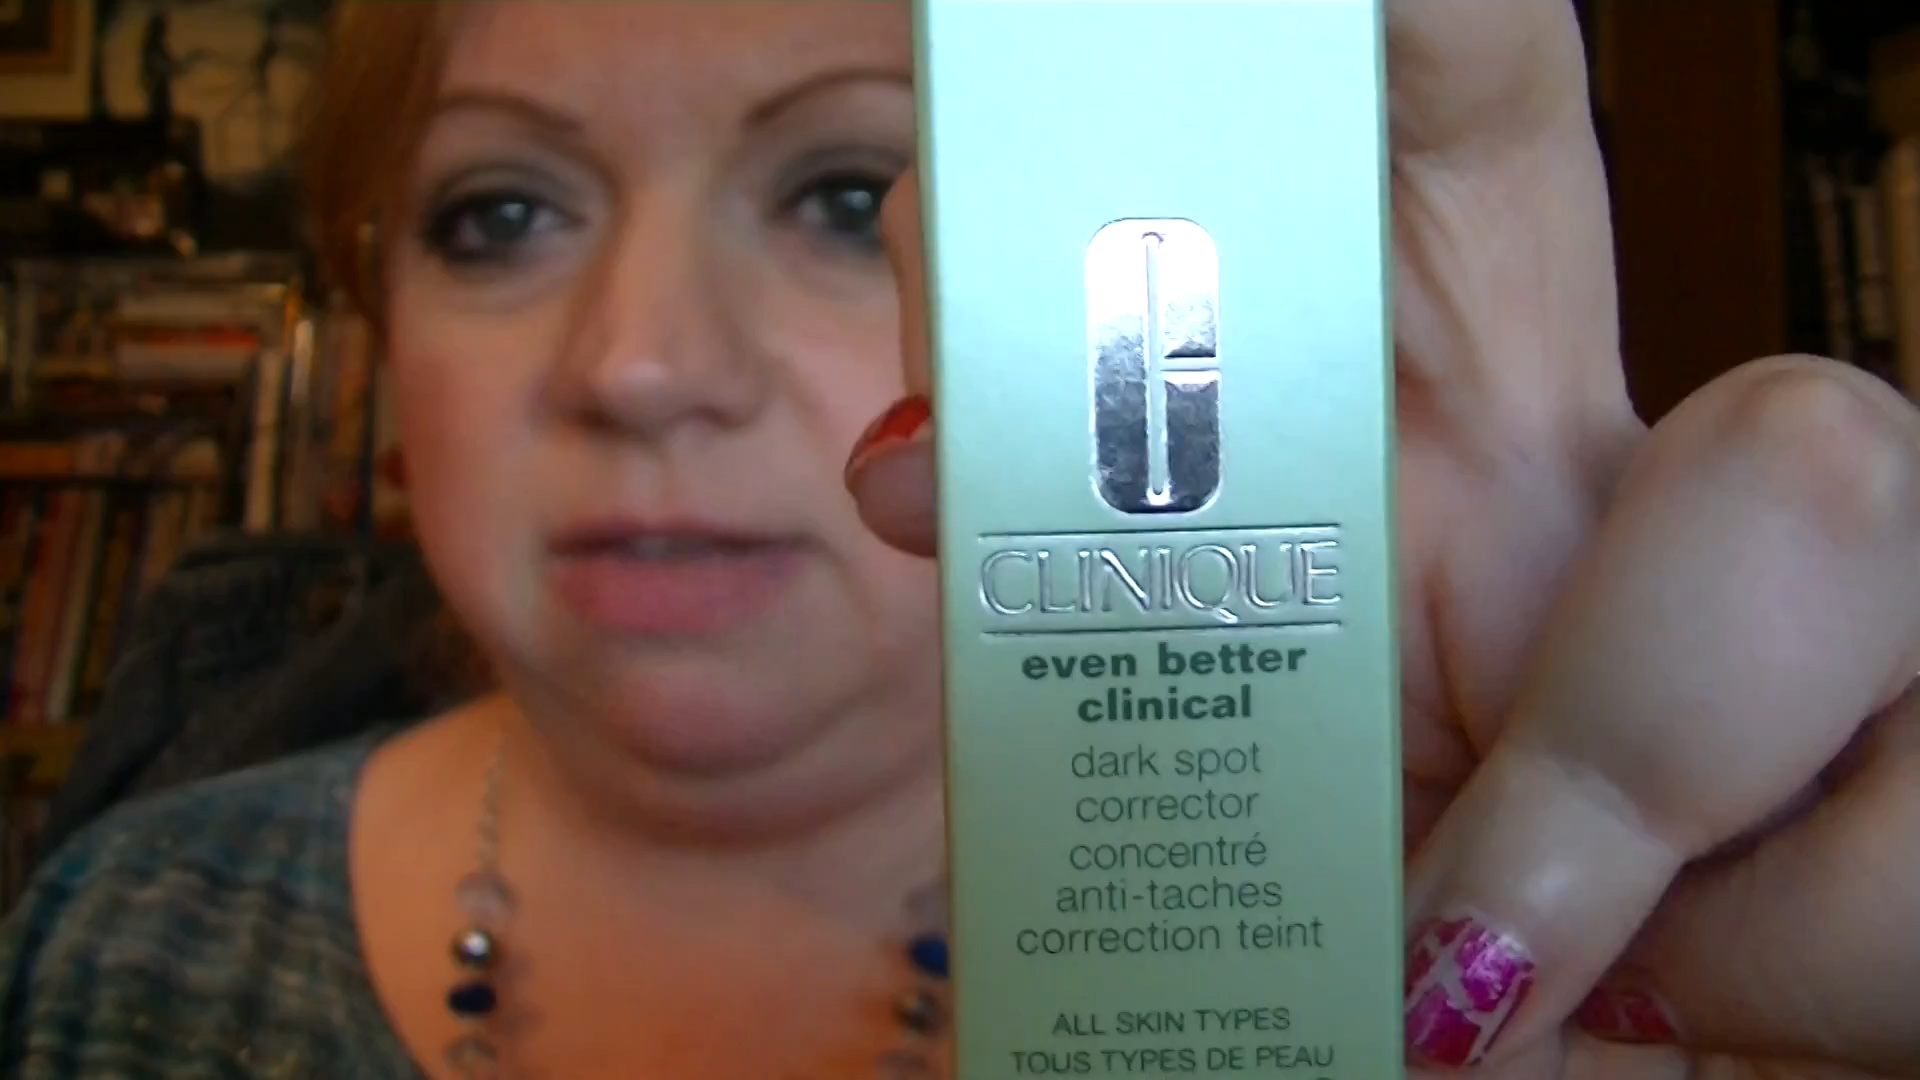 CLINIQUE
even better
clinical
dark spot
corrector
concentré
anti-taches
correction teint
ALL SKIN TYPES
TOUS TYPES DE PEAU